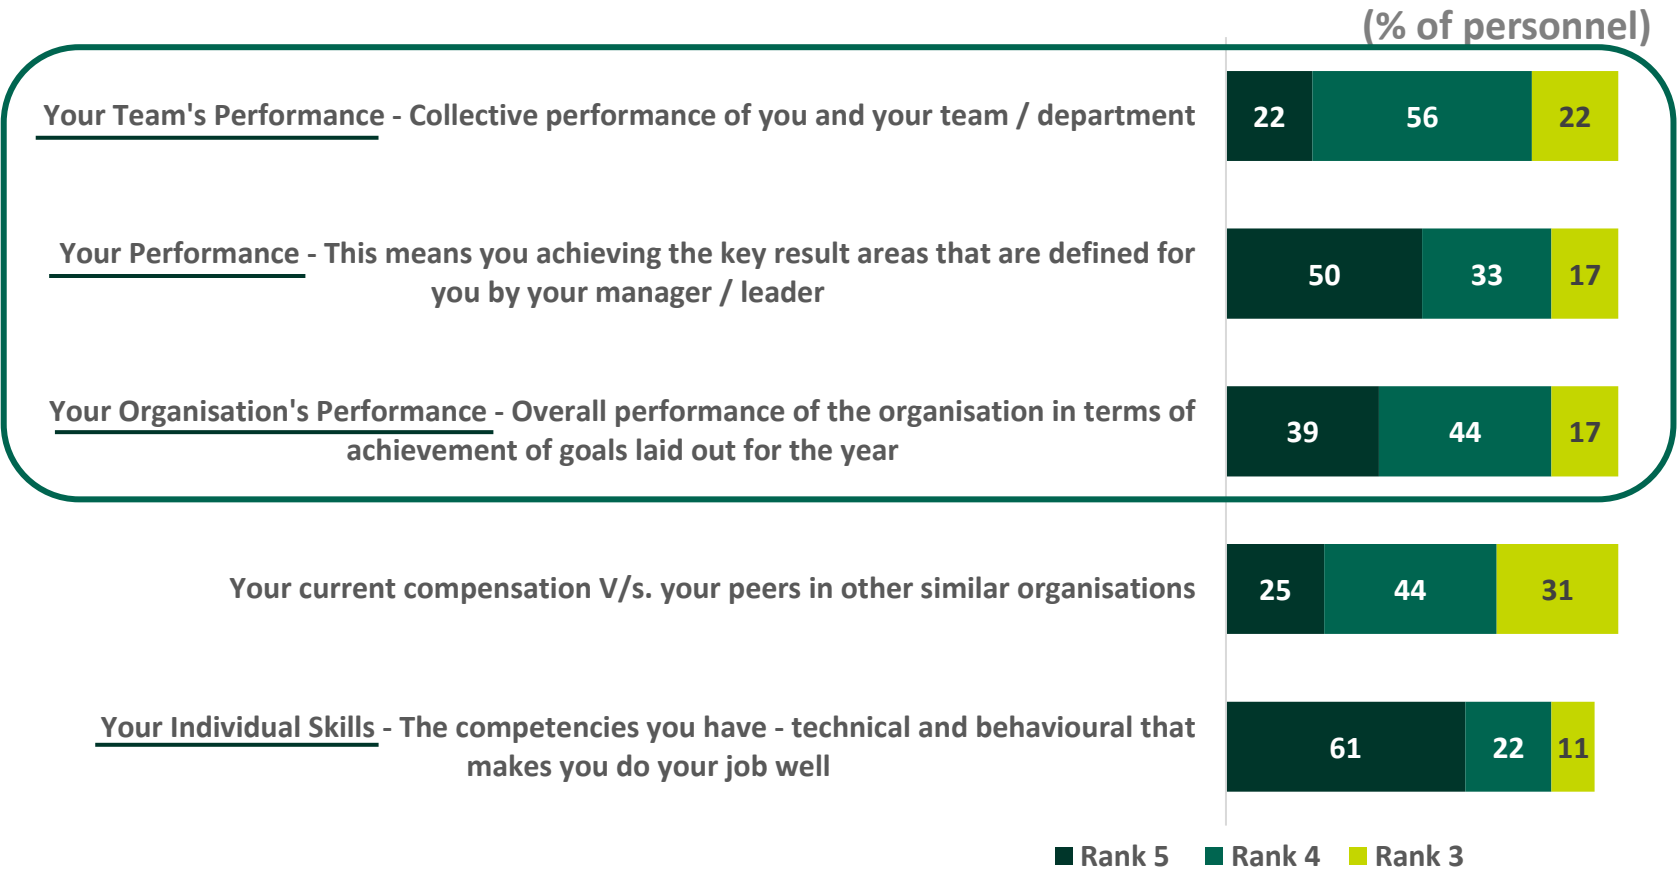 (% of personnel)
Your Team's Performance - Collective performance of you and your team / department
22 56 22
Your Performance - This means you achieving the key result areas that are defined for
you by your manager / leader
50 33 17
Your Organisation's Performance - Overall performance of the organisation in terms of
achievement of goals laid out for the year
39 44 17
Your current compensation V/s. your peers in other similar organisations
25 44 31
Your Individual Skills - The competencies you have - technical and behavioural that
makes you do your job well
61 22 11
Rank 5 Rank 4 Rank 3